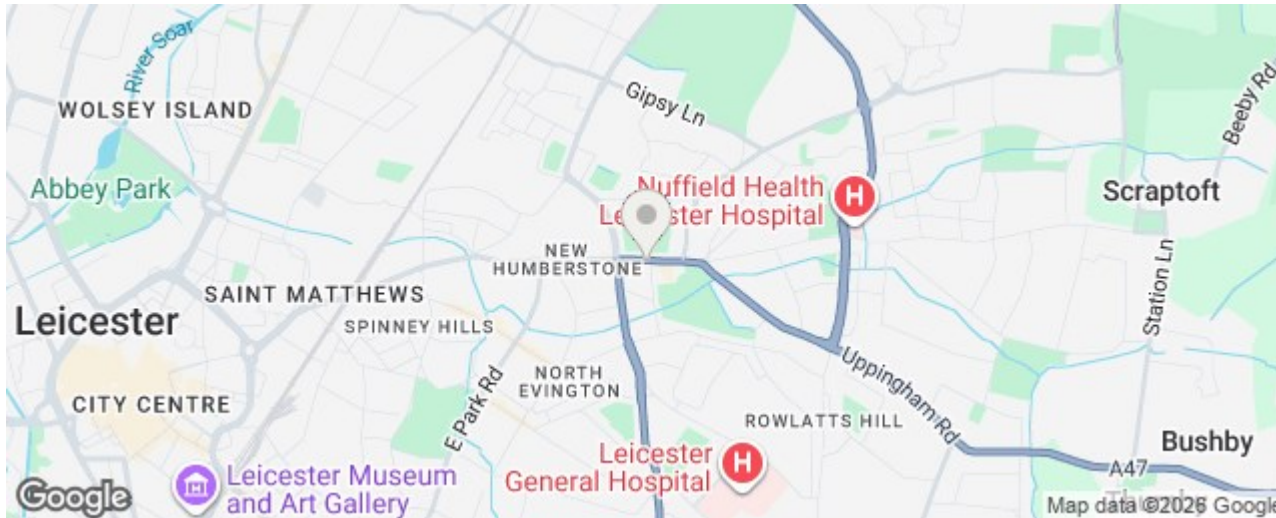 River Soar
WOLSEY ISLAND
Abbey Park
Gipsy Ln
Beeby Rd
Nuffield Health
Leicester Hospital
H
Scraptoft
NEW
HUMBERSTONE
SAINT MATTHEWS
Leicester
SPINNEY HILLS
Station Ln
NORTH
EVINGTON
E Park Rd
Uppingham Rd
CITY CENTRE
ROWLATTS HILL
Bushby
Leicester
General Hospital
H
A47
Leicester Museum
and Art Gallery
Google
Map data ©2026 Google